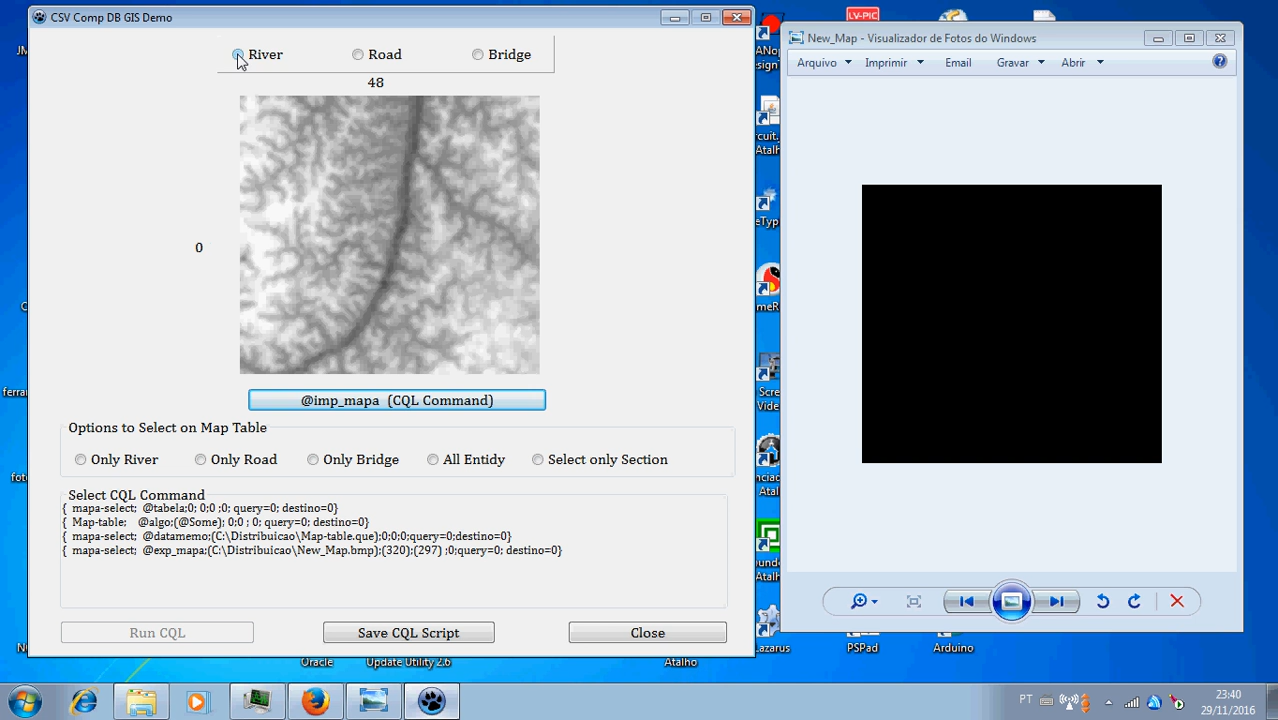 CSV Comp DB GIS Demo
River
Road
Bridge
48
0
@imp_mapa (CQL Command)
Options to Select on Map Table
Only River
Only Road
Only Bridge
All Entidy
Select only Section
Select CQL Command
{ mapa-select; @tabela;0; 0;0 ;0; query=0; destino=0}
{ Map-table; @algo;(@Some); 0;0 ; 0; query=0; destino=0}
{ mapa-select; @datamemo;(C:\Distribuicao\Map-table.que);0;0;0;query=0;destino=0}
{ mapa-select; @exp_mapa;(C:\Distribuicao\New_Map.bmp);(320);(297) ;0;query=0; destino=0}
Run CQL
Save CQL Script
Close
New_Map - Visualizador de Fotos do Windows
Arquivo
Imprimir
Email
Gravar
Abrir
LV-PIC
Atalho
Oracle
Update Utility 2.6
Atalho
Lazarus
PSPad
Arduino
PT
23:40
29/11/2016